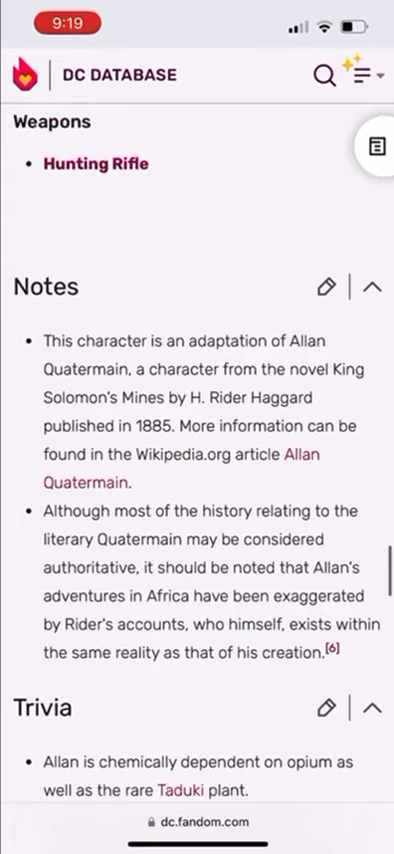 9:19
DC DATABASE
Weapons
• Hunting Rifle
Notes
• This character is an adaptation of Allan
Quatermain, a character from the novel King
Solomon's Mines by H. Rider Haggard
published in 1885. More information can be
found in the Wikipedia.org article Allan
Quatermain.
• Although most of the history relating to the
literary Quatermain may be considered
authoritative, it should be noted that Allan's
adventures in Africa have been exaggerated
by Rider's accounts, who himself, exists within
the same reality as that of his creation.[6]
Trivia
• Allan is chemically dependent on opium as
well as the rare Taduki plant.
dc.fandom.com